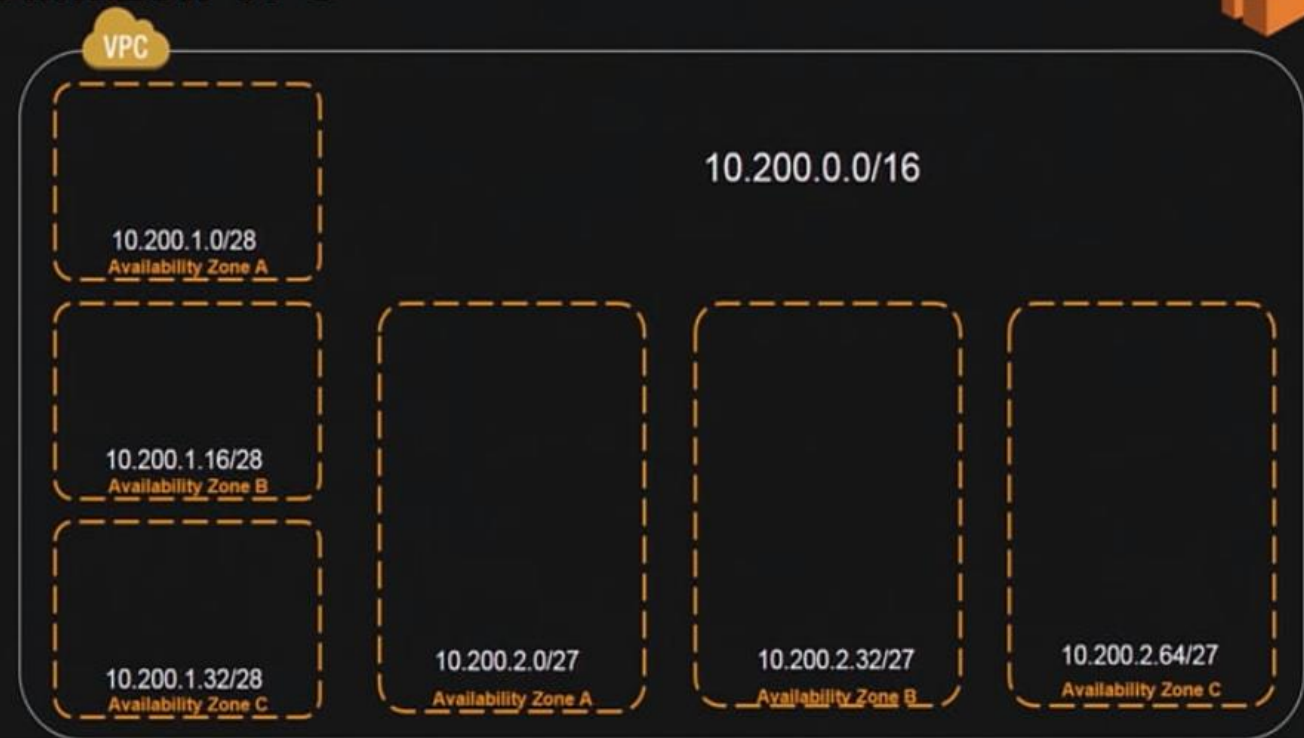 VPC
10.200.0.0/16
10.200.1.0/28
Availability Zone A
10.200.1.16/28
Availability Zone B
10.200.1.32/28
Availability Zone C
10.200.2.0/27
Availability Zone A
10.200.2.32/27
Availability Zone B
10.200.2.64/27
Availability Zone C